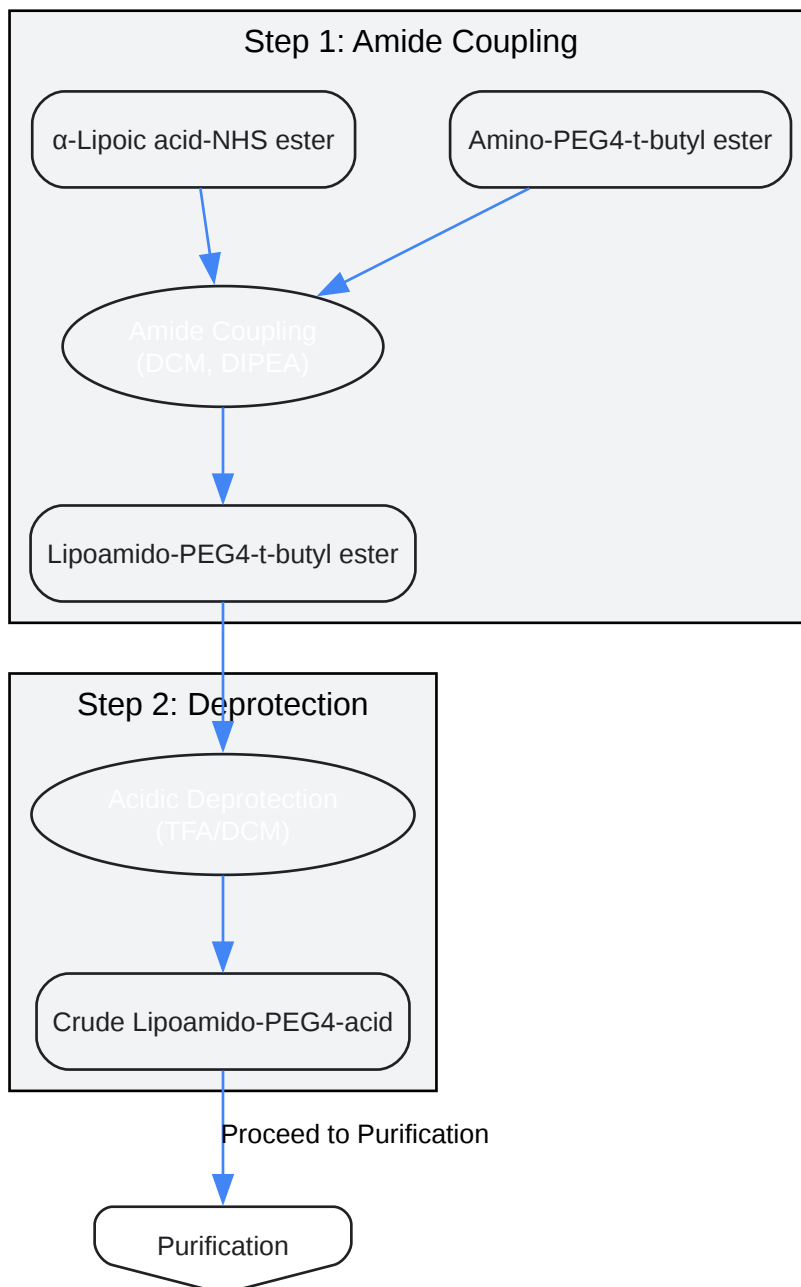 Step 1: Amide Coupling
α-Lipoic acid-NHS ester
Amino-PEG4-t-butyl ester
Amide Coupling
(DCM, DIPEA)
Lipoamido-PEG4-t-butyl ester
Step 2: Deprotection
Acidic Deprotection
(TFA/DCM)
Crude Lipoamido-PEG4-acid
Proceed to Purification
Purification